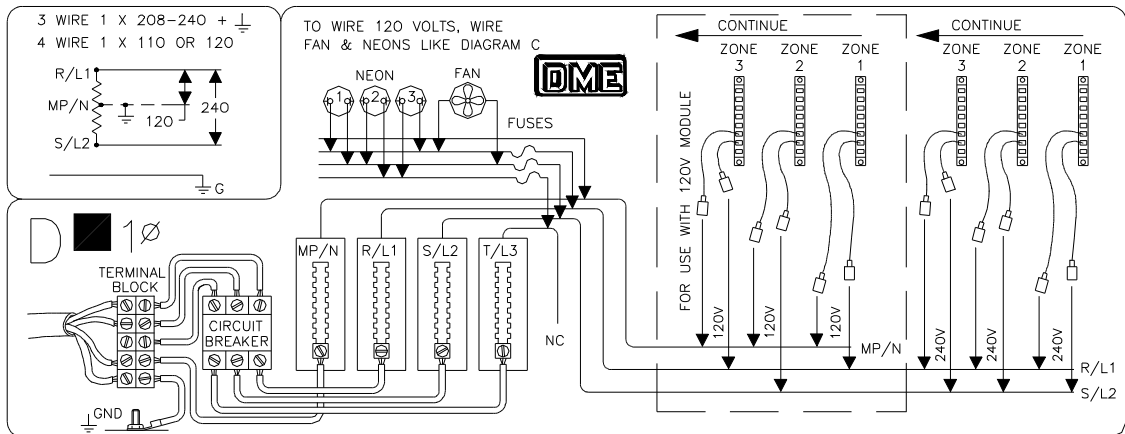 3 WIRE 1 X 208-240 + ⏚
4 WIRE 1 X 110 OR 120
R/L1
MP/N
120
240
S/L2
G
TO WIRE 120 VOLTS, WIRE
FAN & NEONS LIKE DIAGRAM C
DME
NEON
FAN
1
2
3
FUSES
CONTINUE
CONTINUE
ZONE
3
ZONE
2
ZONE
1
ZONE
3
ZONE
2
ZONE
1
FOR USE WITH 120V MODULE
D
1Ø
TERMINAL
BLOCK
CIRCUIT
BREAKER
GND
MP/N
R/L1
S/L2
T/L3
NC
120V
120V
120V
240V
240V
240V
MP/N
R/L1
S/L2